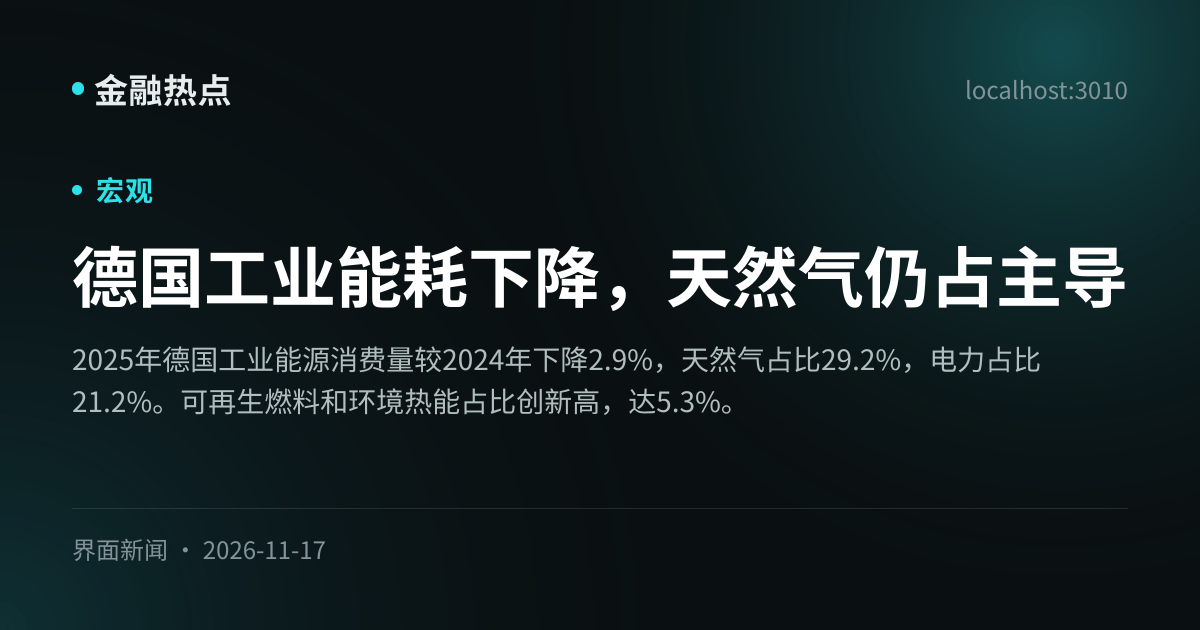 金融热点
localhost:3010
宏观
德国工业能耗下降，天然气仍占主导
2025年德国工业能源消费量较2024年下降2.9%，天然气占比29.2%，电力占比
21.2%。可再生燃料和环境热能占比创新高，达5.3%。
界面新闻 · 2026-11-17